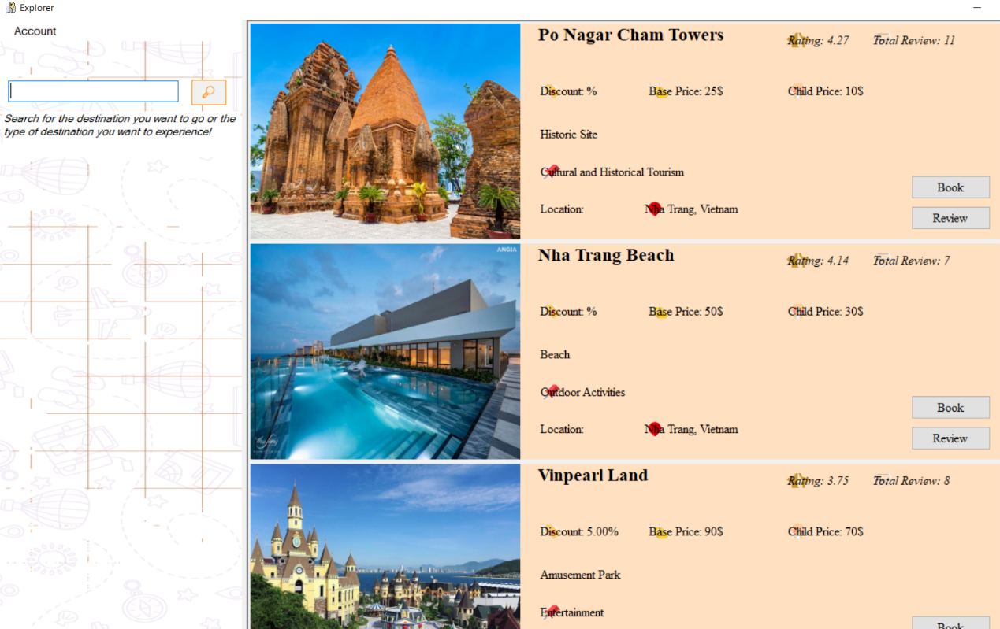 Explorer
Account
Search for the destination you want to go or the
type of destination you want to experience!
Po Nagar Cham Towers
Rating: 4.27
Total Review: 11
Discount: %
Base Price: 25$
Child Price: 10$
Historic Site
Cultural and Historical Tourism
Location:
Nha Trang, Vietnam
Book
Review
ANGIA
Nha Trang Beach
Rating: 4.14
Total Review: 7
Discount: %
Base Price: 50$
Child Price: 30$
Beach
Outdoor Activities
Location:
Nha Trang, Vietnam
Book
Review
Vinpearl Land
Rating: 3.75
Total Review: 8
Discount: 5.00%
Base Price: 90$
Child Price: 70$
Amusement Park
Entertainment
Book